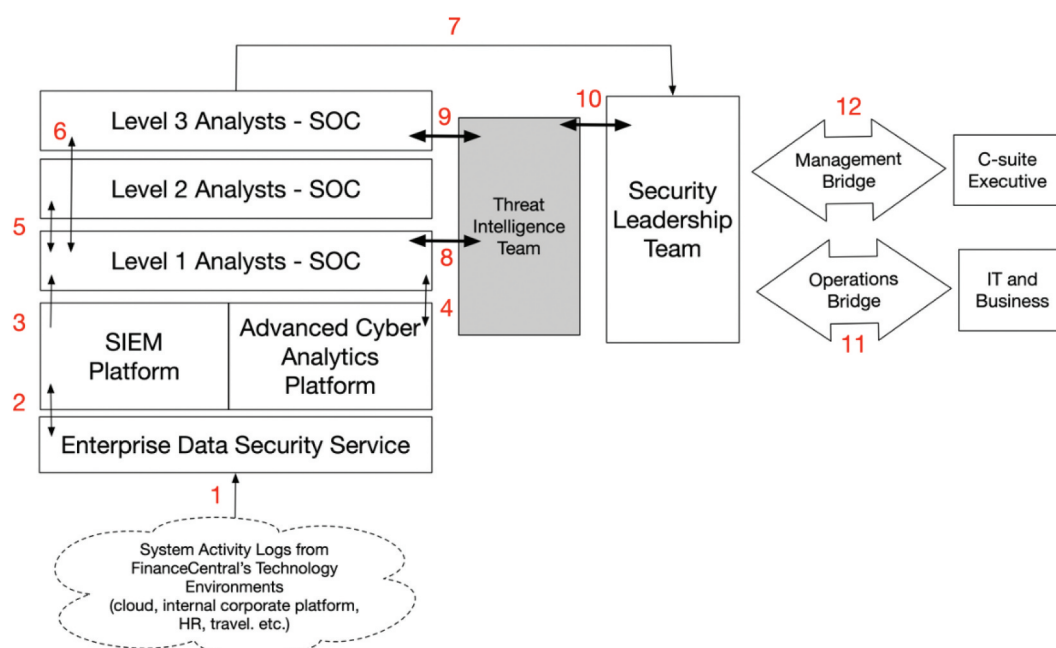 7
Level 3 Analysts - SOC
6
9
10
12
Level 2 Analysts - SOC
5
Level 1 Analysts - SOC
8
4
3
SIEM
Platform
Advanced Cyber
Analytics
Platform
2
Enterprise Data Security Service
1
System Activity Logs from
FinanceCentral's Technology
Environments
(cloud, internal corporate platform,
HR, travel. etc.)
Threat
Intelligence
Team
Security
Leadership
Team
Management
Bridge
C-suite
Executive
Operations
Bridge
11
IT and
Business